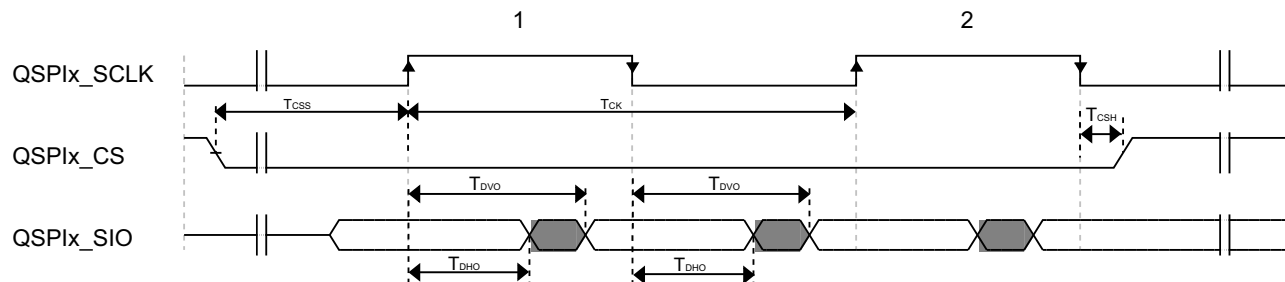 1 2
QSPIx_SCLK
TCSS TCK TCSH
QSPIx_CS
TDVO TDVO
QSPIx_SIO
TDHO TDHO